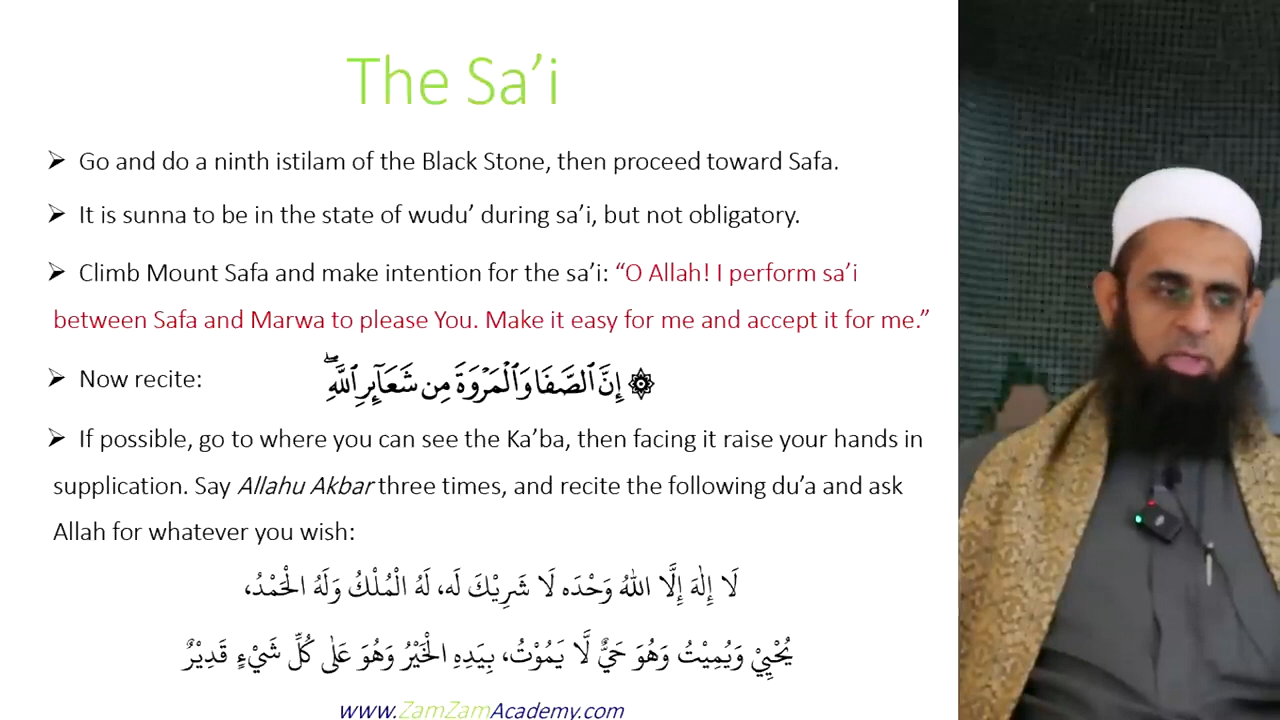 The Sa’i
➢ Go and do a ninth istilam of the Black Stone, then proceed toward Safa.
➢ It is sunna to be in the state of wudu’ during sa’i, but not obligatory.
➢ Climb Mount Safa and make intention for the sa’i: “O Allah! I perform sa’i
between Safa and Marwa to please You. Make it easy for me and accept it for me.”
➢ Now recite: ۞ إِنَّ ٱلصَّفَا وَٱلْمَرْوَةَ مِن شَعَآئِرِ ٱللَّهِۖ
➢ If possible, go to where you can see the Ka’ba, then facing it raise your hands in
supplication. Say Allahu Akbar three times, and recite the following du’a and ask
Allah for whatever you wish:
لَا إِلٰهَ إِلَّا اللهُ وَحْدَه لَا شَرِيْكَ لَه، لَهُ الْمُلْكُ وَلَهُ الْحَمْدُ،
يُحْيِيْ وَيُمِيْتُ وَهُوَ حَيٌّ لَّا يَمُوْتُ، بِيَدِهِ الْخَيْرُ وَهُوَ عَلٰى كُلِّ شَيْءٍ قَدِيْرٌ
www.ZamZamAcademy.com